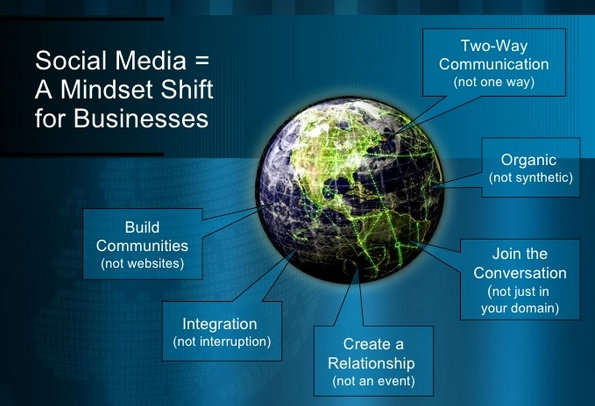 Social Media =
A Mindset Shift
for Businesses
Two-Way
Communication
(not one way)
Organic
(not synthetic)
Join the
Conversation
(not just in
your domain)
Create a
Relationship
(not an event)
Integration
(not interruption)
Build
Communities
(not websites)